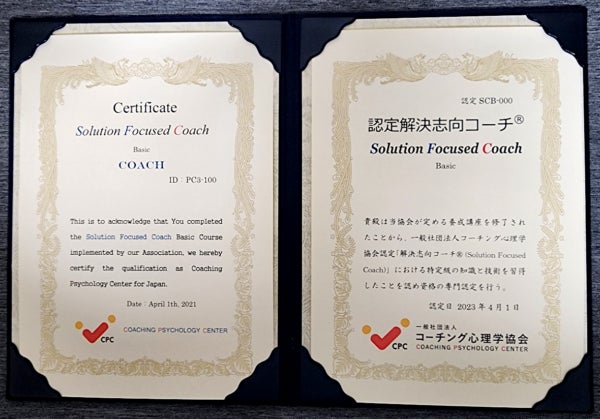 Certificate
Solution Focused Coach
Basic
COACH
ID : PC3-100
This is to acknowledge that You completed
the Solution Focused Coach Basic Course
implemented by our Association, we hereby
certify the qualification as Coaching
Psychology Center for Japan.
Date : April 1th, 2021
CPC
COACHING PSYCHOLOGY CENTER
認定 SCB-000
認定解決志向コーチ®
Solution Focused Coach
Basic
貴殿は当協会が定める養成講座を修了され
たことから、一般社団法人コーチング心理学
協会認定「解決志向コーチ® (Solution Focused
Coach)」における特定級の知識と技術を習得
したことを認め資格の専門認定を行う。
認定日 2023 年 4 月 1 日
CPC
一般社団法人
コーチング心理学協会
COACHING PSYCHOLOGY CENTER